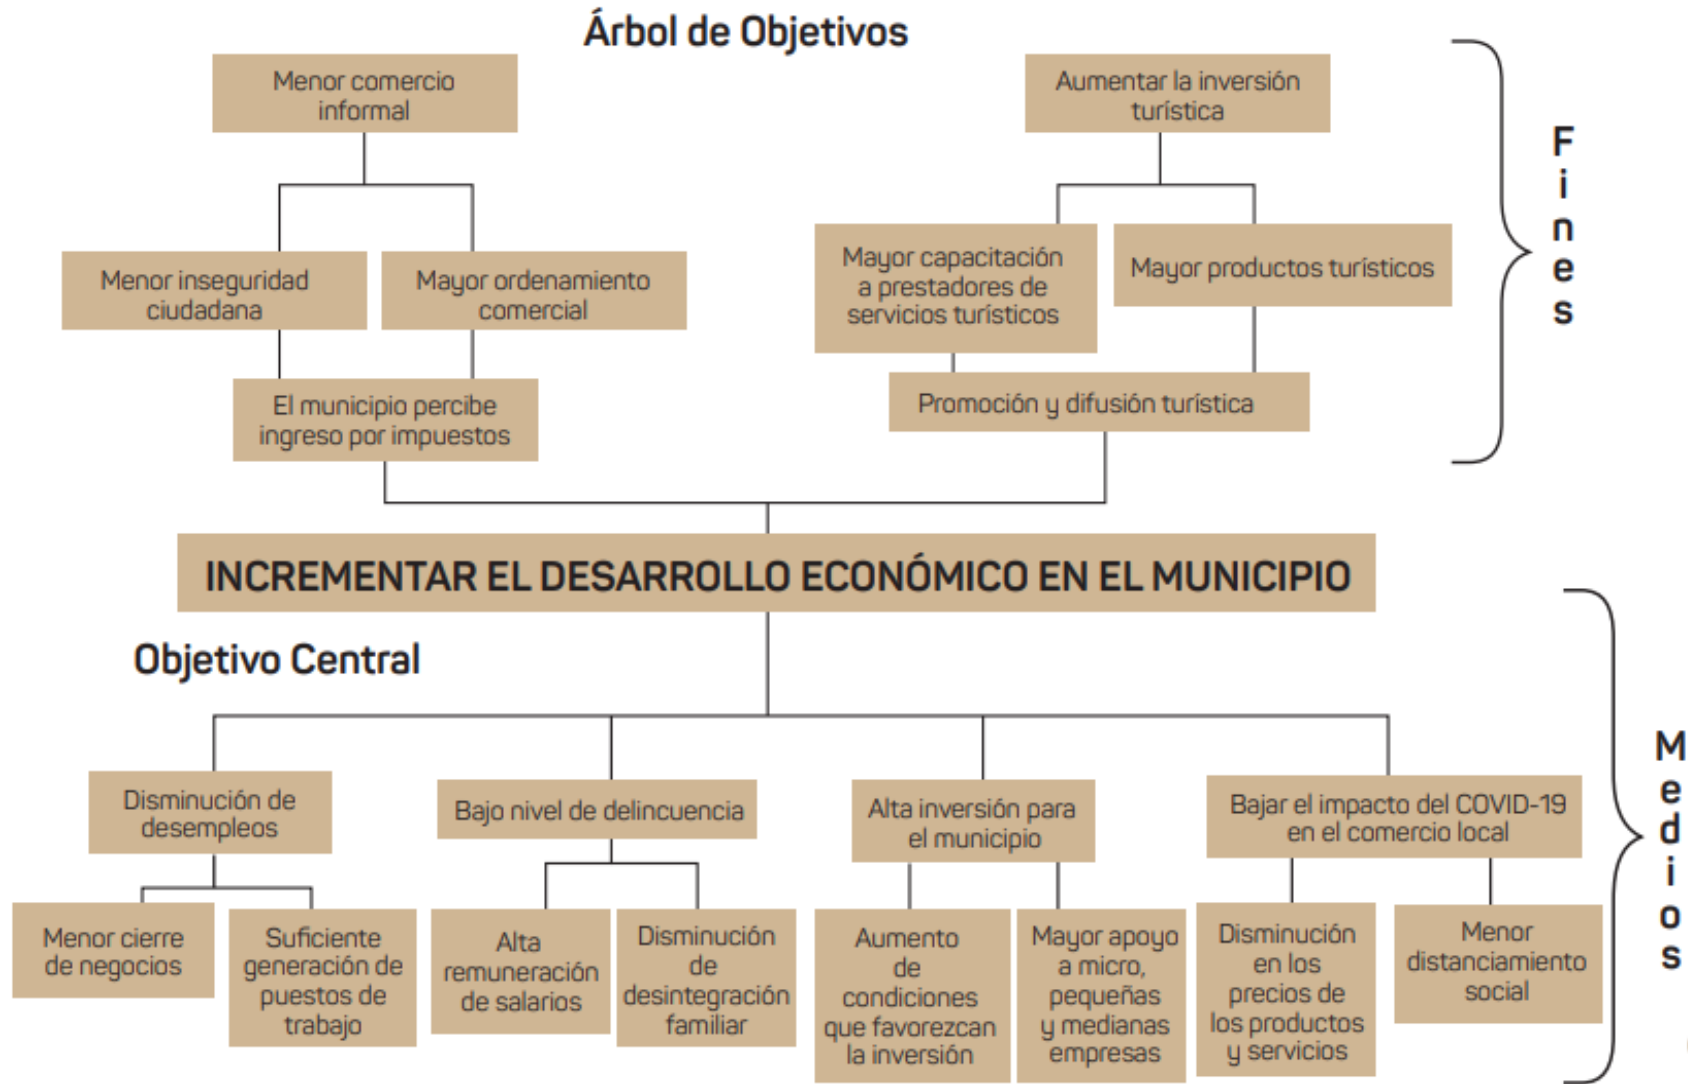 Árbol de Objetivos
Menor comercio
informal
Aumentar la inversión
turística
Menor inseguridad
ciudadana
Mayor ordenamiento
comercial
Mayor capacitación
a prestadores de
servicios turísticos
Mayor productos turísticos
El municipio percibe
ingreso por impuestos
Promoción y difusión turística
Fines
INCREMENTAR EL DESARROLLO ECONÓMICO EN EL MUNICIPIO
Objetivo Central
Disminución de
desempleos
Bajo nivel de delincuencia
Alta inversión para
el municipio
Bajar el impacto del COVID-19
en el comercio local
Menor cierre
de negocios
Suficiente
generación de
puestos de
trabajo
Alta
remuneración
de salarios
Disminución
de
desintegración
familiar
Aumento
de
condiciones
que favorezcan
la inversión
Mayor apoyo
a micro,
pequeñas
y medianas
empresas
Disminución
en los
precios de
los productos
y servicios
Menor
distanciamiento
social
Medios